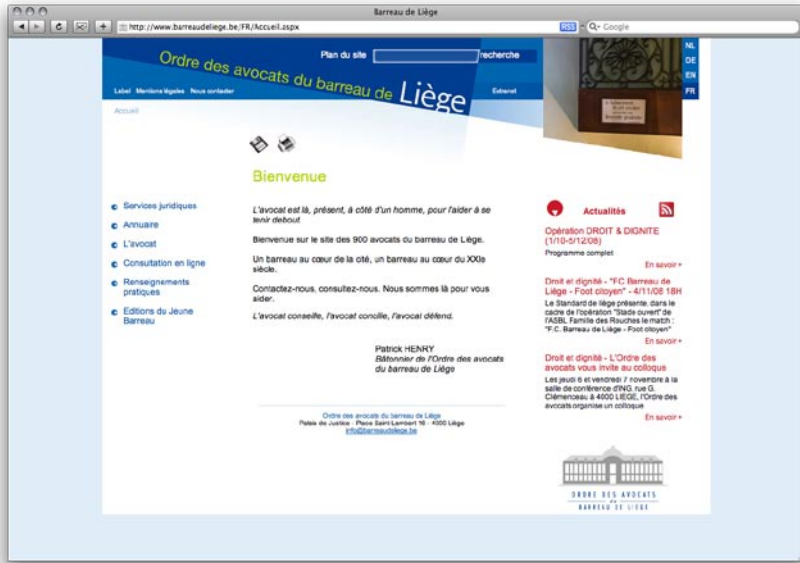 Barreau de Liège
http://www.barreaudeliege.be/FR/Accueil.aspx
RSS
Google
Plan du site
recherche
NL
DE
EN
FR
Ordre des avocats du barreau de Liège
Label Mentions légales Nous contacter
Extranet
Accueil
Bienvenue
Services juridiques
Annuaire
L'avocat
Consultation en ligne
Renseignements
pratiques
Editions du Jeune
Barreau
L'avocat est là, présent, à côté d'un homme, pour l'aider à se
tenir debout.
Bienvenue sur le site des 900 avocats du barreau de Liège.
Un barreau au cœur de la cité, un barreau au cœur du XXIe
siècle.
Contactez-nous, consultez-nous. Nous sommes là pour vous
aider.
L'avocat conseille, l'avocat concilie, l'avocat défend.
Patrick HENRY
Bâtonnier de l'Ordre des avocats
du barreau de Liège
Ordre des avocats du barreau de Liège
Palais de Justice - Place Saint-Lambert 16 - 4000 Liège
info@barreaudeliege.be
Actualités
Opération DROIT & DIGNITE
(1/10-5/12/08)
Programme complet
En savoir +
Droit et dignité - "FC Barreau de
Liège - Foot citoyen" - 4/11/08 18H
Le Standard de liège présente, dans le
cadre de l'opération "Stade ouvert" de
l'ASBL Famille des Rouches le match :
"F.C. Barreau de Liège - Foot citoyen"
En savoir +
Droit et dignité - L'Ordre des
avocats vous invite au colloque
Les jeudi 6 et vendredi 7 novembre à la
salle de conférence d'ING, rue G.
Clémenceau à 4000 LIEGE, l'Ordre des
avocats organise un colloque
En savoir +
ORDRE DES AVOCATS
du
BARREAU DE LIEGE